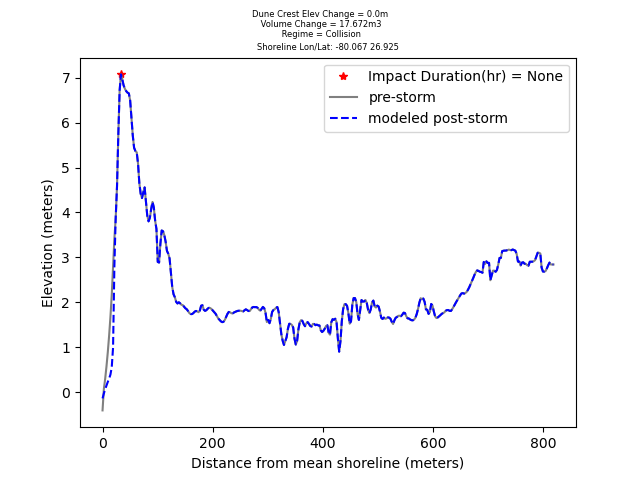 Dune Crest Elev Change = 0.0m
Volume Change = 17.672m3
Regime = Collision
Shoreline Lon/Lat: -80.067 26.925
Impact Duration(hr) = None
pre-storm
modeled post-storm
Elevation (meters)
7
6
5
4
3
2
1
0
0 200 400 600 800
Distance from mean shoreline (meters)